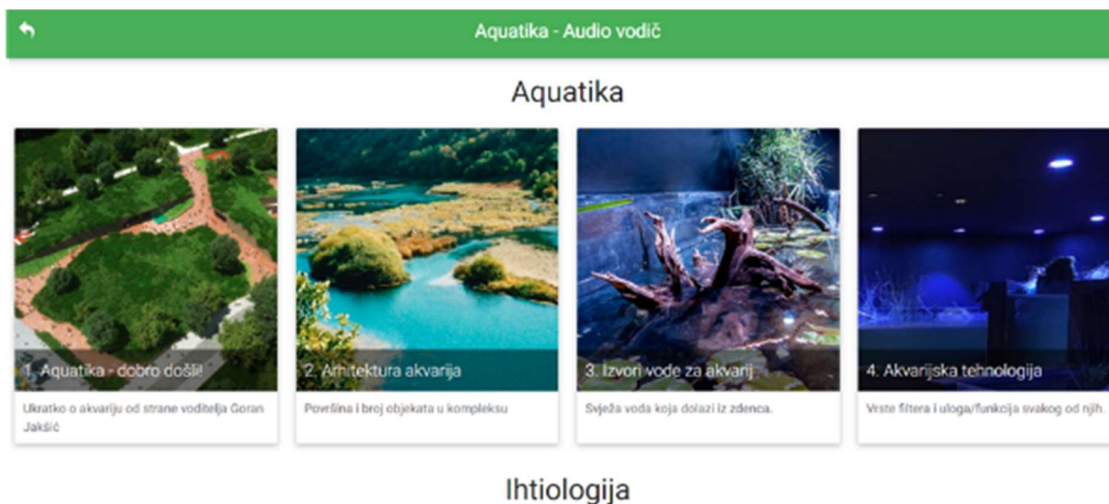 Aquatika - Audio vodič
Aquatika
1. Aquatika - dobro došli!
Ukratko o akvariju od strane voditelja Goran
Jakšić
2. Arhitektura akvarija
Površina i broj objekata u kompleksu
3. Izvori vode za akvarij
Svježa voda koja dolazi iz zdenca.
4. Akvarijska tehnologija
Vrste filtera i uloga/funkcija svakog od njih.
Ihtiologija